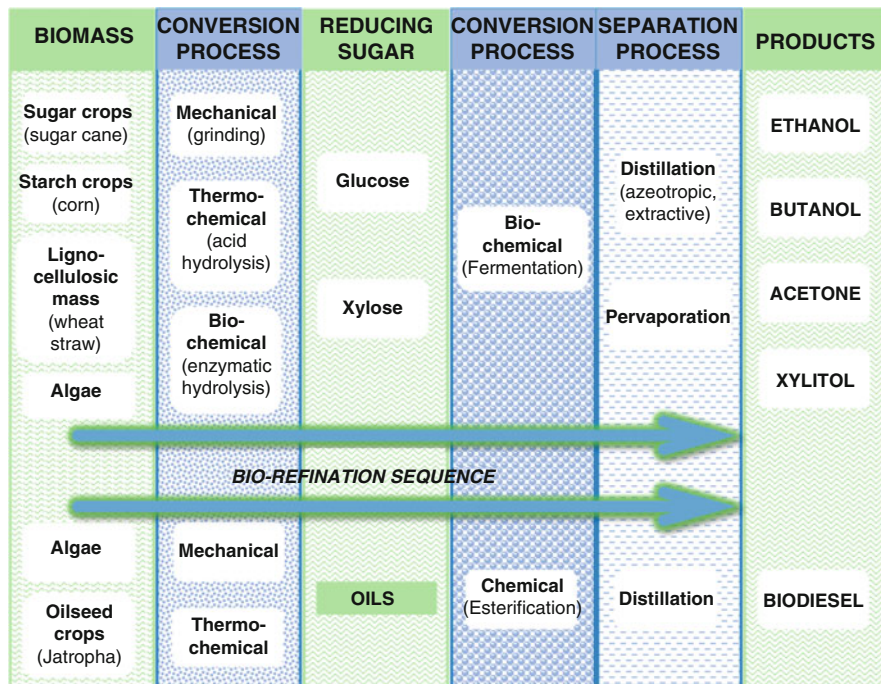 BIOMASS
CONVERSION
PROCESS
REDUCING
SUGAR
CONVERSION
PROCESS
SEPARATION
PROCESS
PRODUCTS
Sugar crops
(sugar cane)
Starch crops
(corn)
Ligno-
cellulosic
mass
(wheat
straw)
Algae
Mechanical
(grinding)
Thermo-
chemical
(acid
hydrolysis)
Bio-
chemical
(enzymatic
hydrolysis)
Glucose
Xylose
Bio-
chemical
(Fermentation)
Distillation
(azeotropic,
extractive)
Pervaporation
ETHANOL
BUTANOL
ACETONE
XYLITOL
BIO-REFINATION SEQUENCE
Algae
Oilseed
crops
(Jatropha)
Mechanical
Thermo-
chemical
OILS
Chemical
(Esterification)
Distillation
BIODIESEL